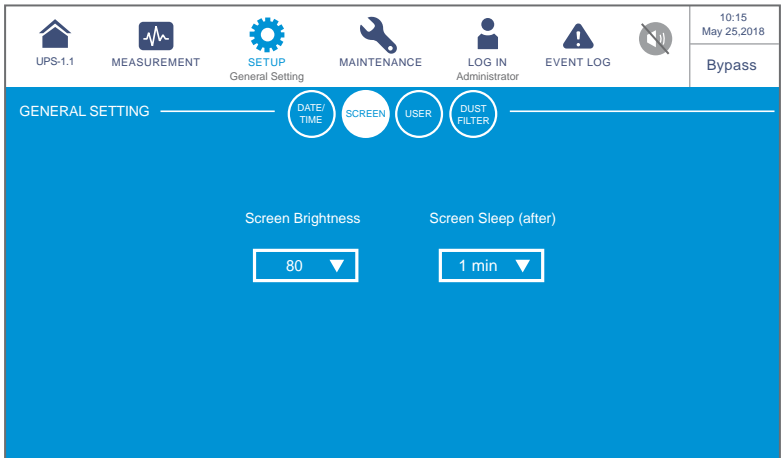 10:15
May 25,2018
UPS-1.1
MEASUREMENT
SETUP
General Setting
MAINTENANCE
LOG IN
Administrator
EVENT LOG
Bypass
GENERAL SETTING
DATE/
TIME
SCREEN
USER
DUST
FILTER
Screen Brightness
Screen Sleep (after)
80
1 min